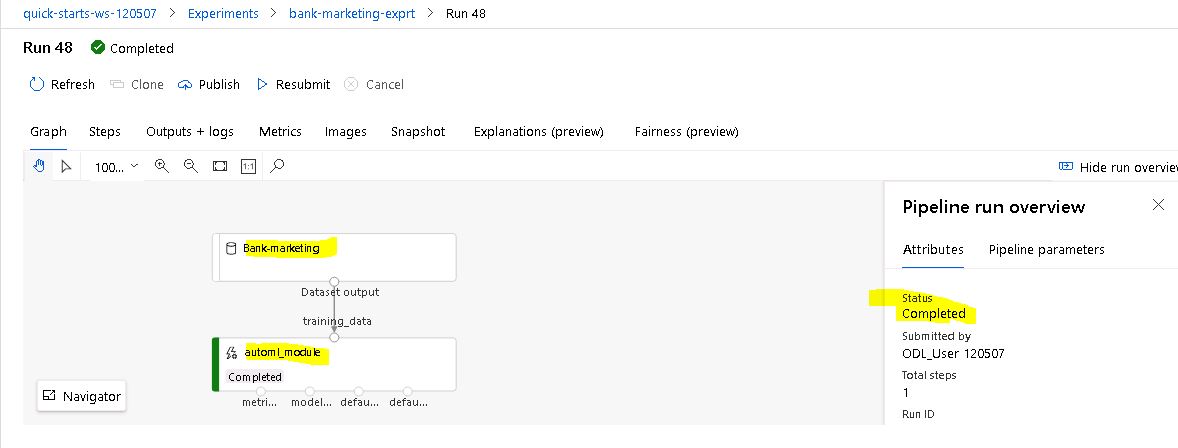 quick-starts-ws-120507 > Experiments > bank-marketing-exprt > Run 48
Run 48 Completed
Refresh Clone Publish Resubmit Cancel
Graph Steps Outputs + logs Metrics Images Snapshot Explanations (preview) Fairness (preview)
100... 1:1 Hide run overview
Pipeline run overview
Attributes Pipeline parameters
Bank-marketing
Dataset output
training_data
automl_module
Completed
metri... model... defau... defau...
Navigator
Status
Completed
Submitted by
ODL_User 120507
Total steps
1
Run ID